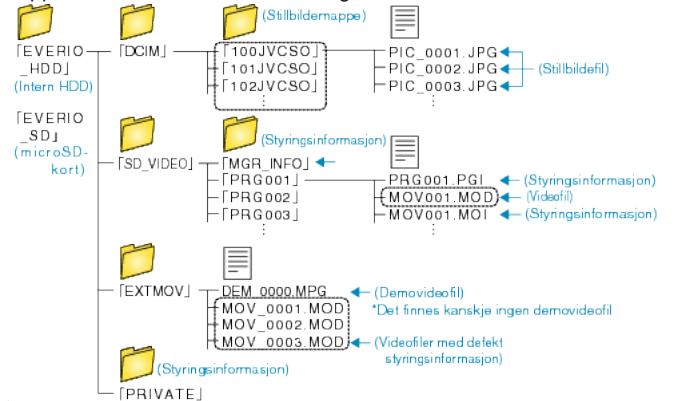 (Stillbildemappe)
「EVERIO
_HDD」
(Intern HDD)
「EVERIO
_SD」
(microSD-
kort)
「DCIM」
「100JVCSO」
「101JVCSO」
「102JVCSO」
PIC_0001.JPG
PIC_0002.JPG
PIC_0003.JPG
(Stillbildefil)
(Styringsinformasjon)
「SD_VIDEO」
「MGR_INFO」
「PRG001」
「PRG002」
「PRG003」
PRG001.PGI
(Styringsinformasjon)
MOV001.MOD
(Videofil)
MOV001.MOI
(Styringsinformasjon)
「EXTMOV」
DEM_0000.MPG
(Demovideofil)
*Det finnes kanskje ingen demovideofil
MOV_0001.MOD
MOV_0002.MOD
MOV_0003.MOD
(Videofiler med defekt
styringsinformasjon)
(Styringsinformasjon)
「PRIVATE」